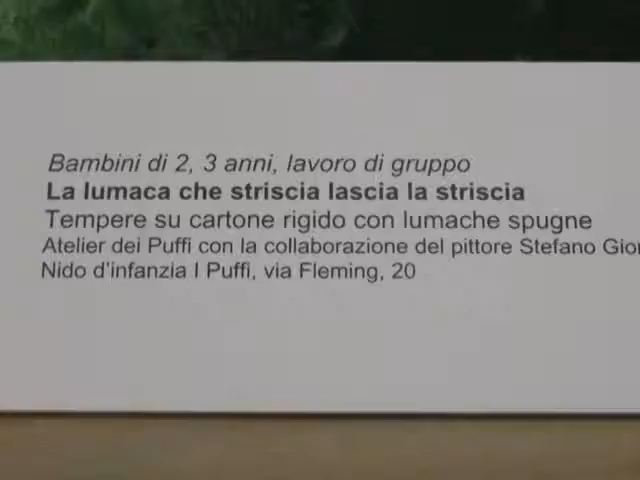 Bambini di 2, 3 anni, lavoro di gruppo
La lumaca che striscia lascia la striscia
Tempere su cartone rigido con lumache spugne
Atelier dei Puffi con la collaborazione del pittore Stefano
Nido d'infanzia I Puffi, via Fleming, 20